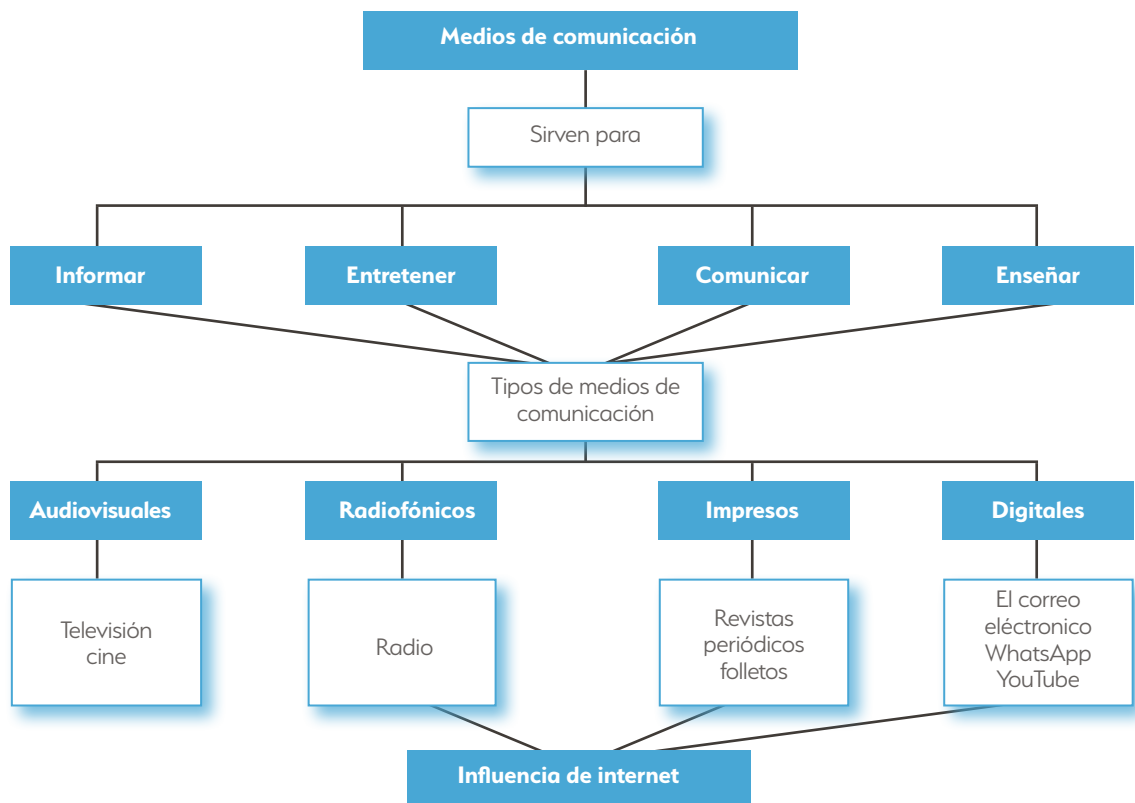 Medios de comunicación
Sirven para
Informar
Entretener
Comunicar
Enseñar
Tipos de medios de
comunicación
Audiovisuales
Radiofónicos
Impresos
Digitales
Televisión
cine
Radio
Revistas
periódicos
folletos
El correo
eléctronico
WhatsApp
YouTube
Influencia de internet